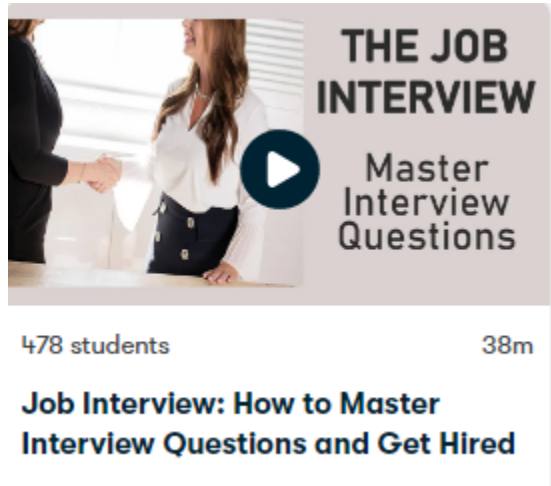 THE JOB
INTERVIEW
Master
Interview
Questions
478 students
38m
Job Interview: How to Master
Interview Questions and Get Hired